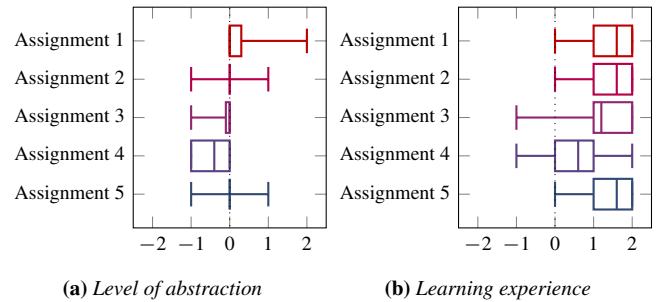 Assignment 1
Assignment 2
Assignment 3
Assignment 4
Assignment 5
−2 −1 0 1 2
(a) Level of abstraction
Assignment 1
Assignment 2
Assignment 3
Assignment 4
Assignment 5
−2 −1 0 1 2
(b) Learning experience